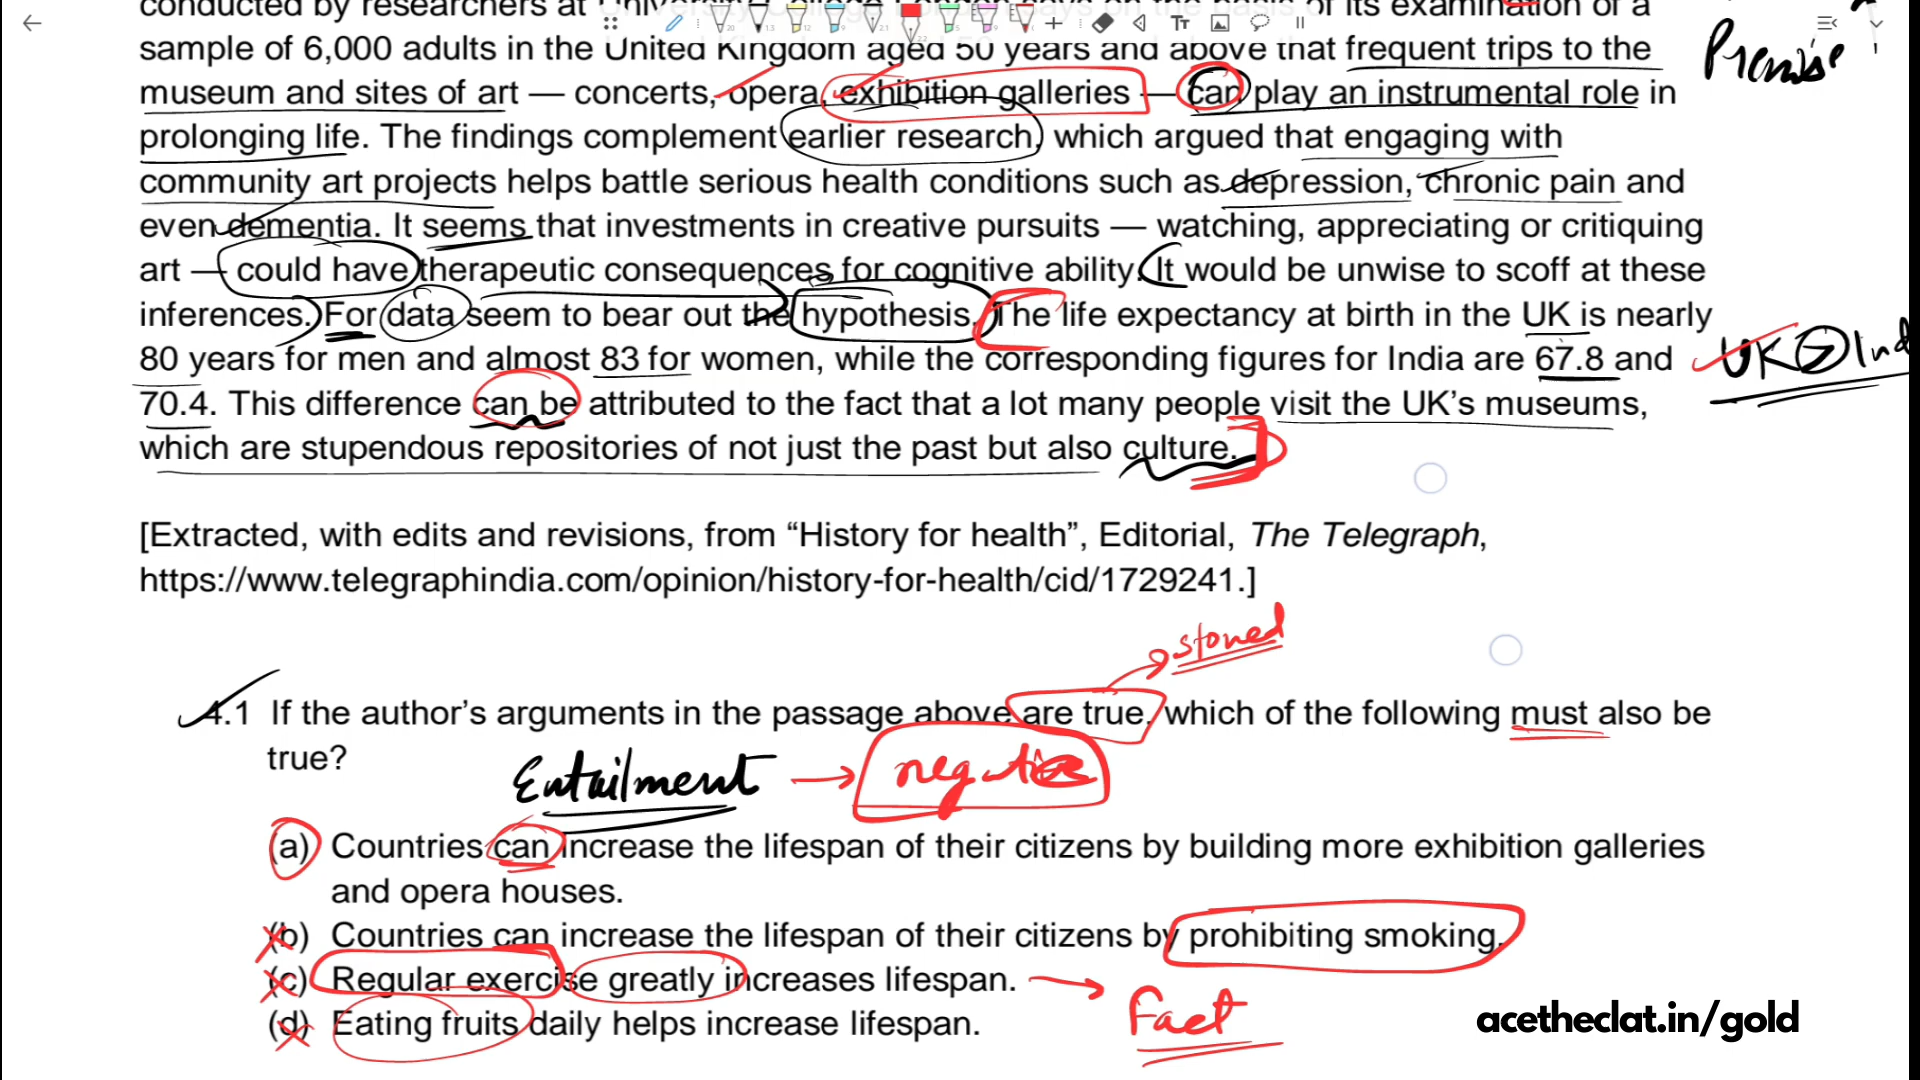 conducted by researchers at University College London says on the basis of its examination of a
sample of 6,000 adults in the United Kingdom aged 50 years and above that frequent trips to the
Premise
museum and sites of art — concerts, opera, exhibition galleries — can play an instrumental role in
prolonging life. The findings complement earlier research, which argued that engaging with
community art projects helps battle serious health conditions such as depression, chronic pain and
even dementia. It seems that investments in creative pursuits — watching, appreciating or critiquing
art — could have therapeutic consequences for cognitive ability. It would be unwise to scoff at these
inferences. For data seem to bear out the hypothesis. The life expectancy at birth in the UK is nearly
80 years for men and almost 83 for women, while the corresponding figures for India are 67.8 and
UK > Ind
70.4. This difference can be attributed to the fact that a lot many people visit the UK's museums,
which are stupendous repositories of not just the past but also culture.
[Extracted, with edits and revisions, from “History for health”, Editorial, The Telegraph,
https://www.telegraphindia.com/opinion/history-for-health/cid/1729241.]
stoned
4.1 If the author's arguments in the passage above are true, which of the following must also be
true?
Entailment → negate
(a) Countries can increase the lifespan of their citizens by building more exhibition galleries
and opera houses.
(b) Countries can increase the lifespan of their citizens by prohibiting smoking.
(c) Regular exercise greatly increases lifespan.
Fact
(d) Eating fruits daily helps increase lifespan.
acetheclat.in/gold